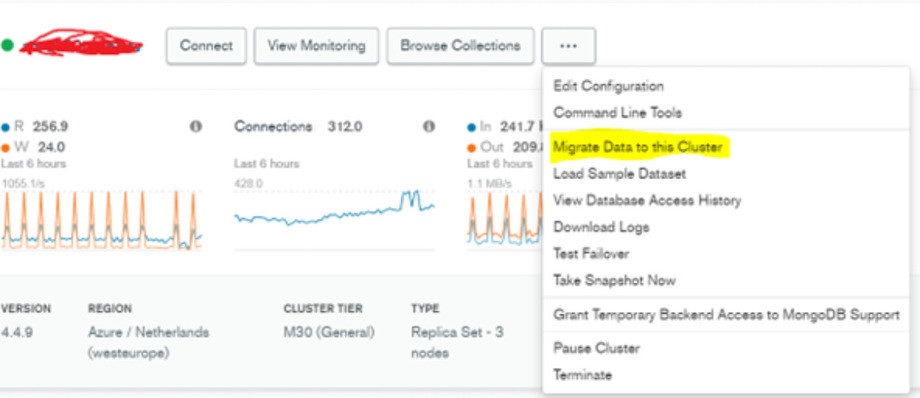 Connect
View Monitoring
Browse Collections
...
Edit Configuration
Command Line Tools
Migrate Data to this Cluster
Load Sample Dataset
View Database Access History
Download Logs
Test Failover
Take Snapshot Now
Grant Temporary Backend Access to MongoDB Support
Pause Cluster
Terminate
R 256.9
W 24.0
Last 6 hours
1055.1/s
Connections 312.0
Last 6 hours
428.0
In 241.7
Out 209.
Last 6 hours
1.1 MB/s
VERSION
4.4.9
REGION
Azure / Netherlands
(westeurope)
CLUSTER TIER
M30 (General)
TYPE
Replica Set - 3
nodes